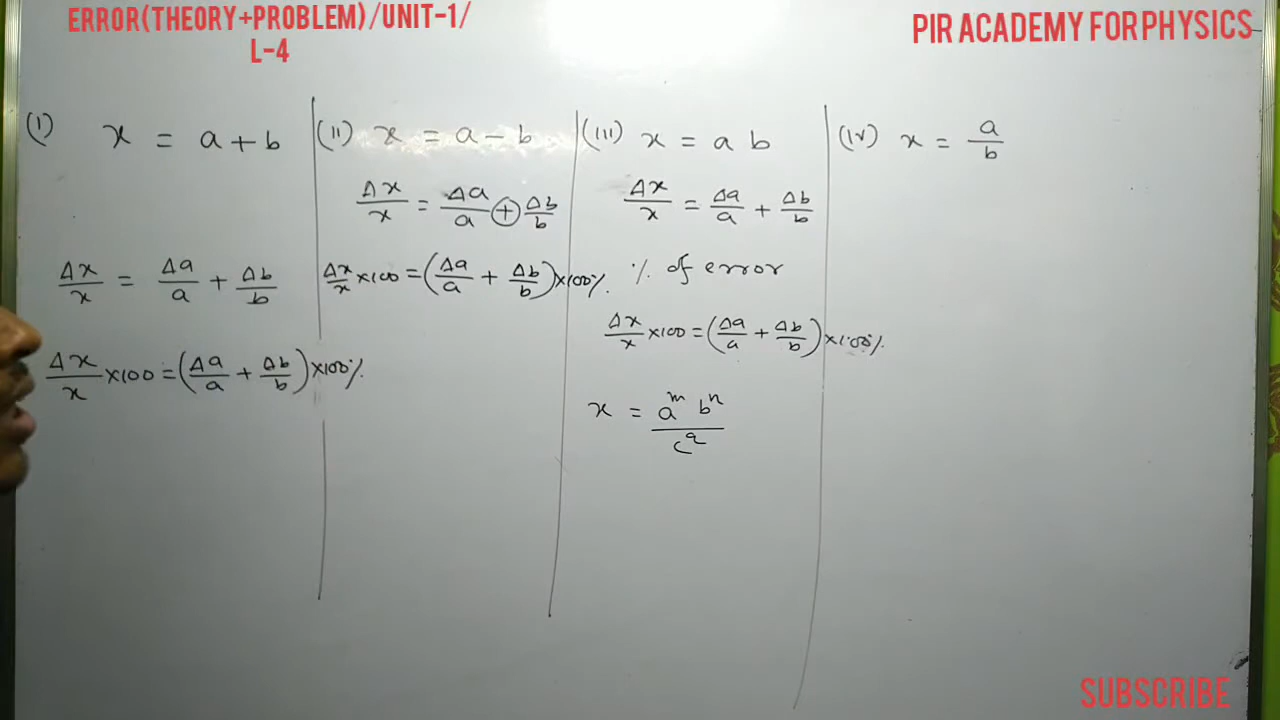 ERROR(THEORY+PROBLEM)/UNIT-1/
L-4
PIR ACADEMY FOR PHYSICS
(I) x = a + b
Δx/x = Δa/a + Δb/b
Δx/x ×100 = (Δa/a + Δb/b) ×100%
(II) x = a - b
Δx/x = Δa/a ⊕ Δb/b
Δx/x ×100 = (Δa/a + Δb/b) ×100%.
(III) x = a b
Δx/x = Δa/a + Δb/b
% of error
Δx/x ×100 = (Δa/a + Δb/b) ×100%.
x = a^m b^n / c^q
(IV) x = a/b
SUBSCRIBE